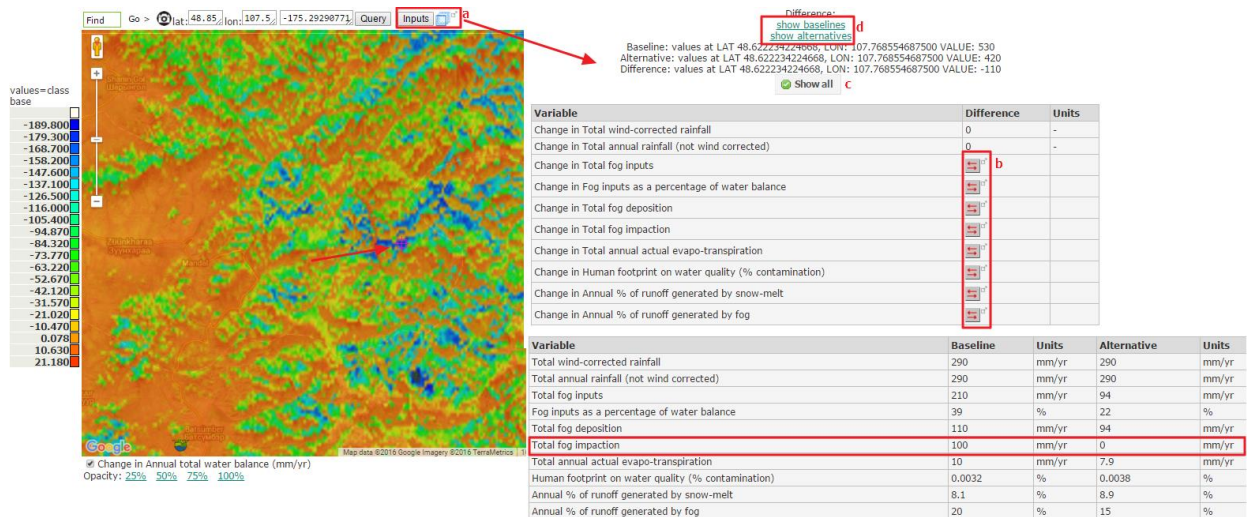 Find Go > lat: 48.85 lon: 107.5 -175.29290771 Query Inputs a
values=class
base
-189.800
-179.300
-168.700
-158.200
-147.600
-137.100
-126.500
-116.000
-105.400
-94.870
-84.320
-73.770
-63.220
-52.670
-42.120
-31.570
-21.020
-10.470
0.078
10.630
21.180
Google
Map data ©2016 Google Imagery ©2016 TerraMetrics
Change in Annual total water balance (mm/yr)
Opacity: 25% 50% 75% 100%
Difference:
show baselines d
show alternatives
Baseline: values at LAT 48.622234224668, LON: 107.768554687500 VALUE: 530
Alternative: values at LAT 48.622234224668, LON: 107.768554687500 VALUE: 420
Difference: values at LAT 48.622234224668, LON: 107.768554687500 VALUE: -110
Show all c
Variable Difference Units
Change in Total wind-corrected rainfall 0 -
Change in Total annual rainfall (not wind corrected) 0 -
Change in Total fog inputs b
Change in Fog inputs as a percentage of water balance
Change in Total fog deposition
Change in Total fog impaction
Change in Total annual actual evapo-transpiration
Change in Human footprint on water quality (% contamination)
Change in Annual % of runoff generated by snow-melt
Change in Annual % of runoff generated by fog
Variable Baseline Units Alternative Units
Total wind-corrected rainfall 290 mm/yr 290 mm/yr
Total annual rainfall (not wind corrected) 290 mm/yr 290 mm/yr
Total fog inputs 210 mm/yr 94 mm/yr
Fog inputs as a percentage of water balance 39 % 22 %
Total fog deposition 110 mm/yr 94 mm/yr
Total fog impaction 100 mm/yr 0 mm/yr
Total annual actual evapo-transpiration 10 mm/yr 7.9 mm/yr
Human footprint on water quality (% contamination) 0.0032 % 0.0038 %
Annual % of runoff generated by snow-melt 8.1 % 8.9 %
Annual % of runoff generated by fog 20 % 15 %